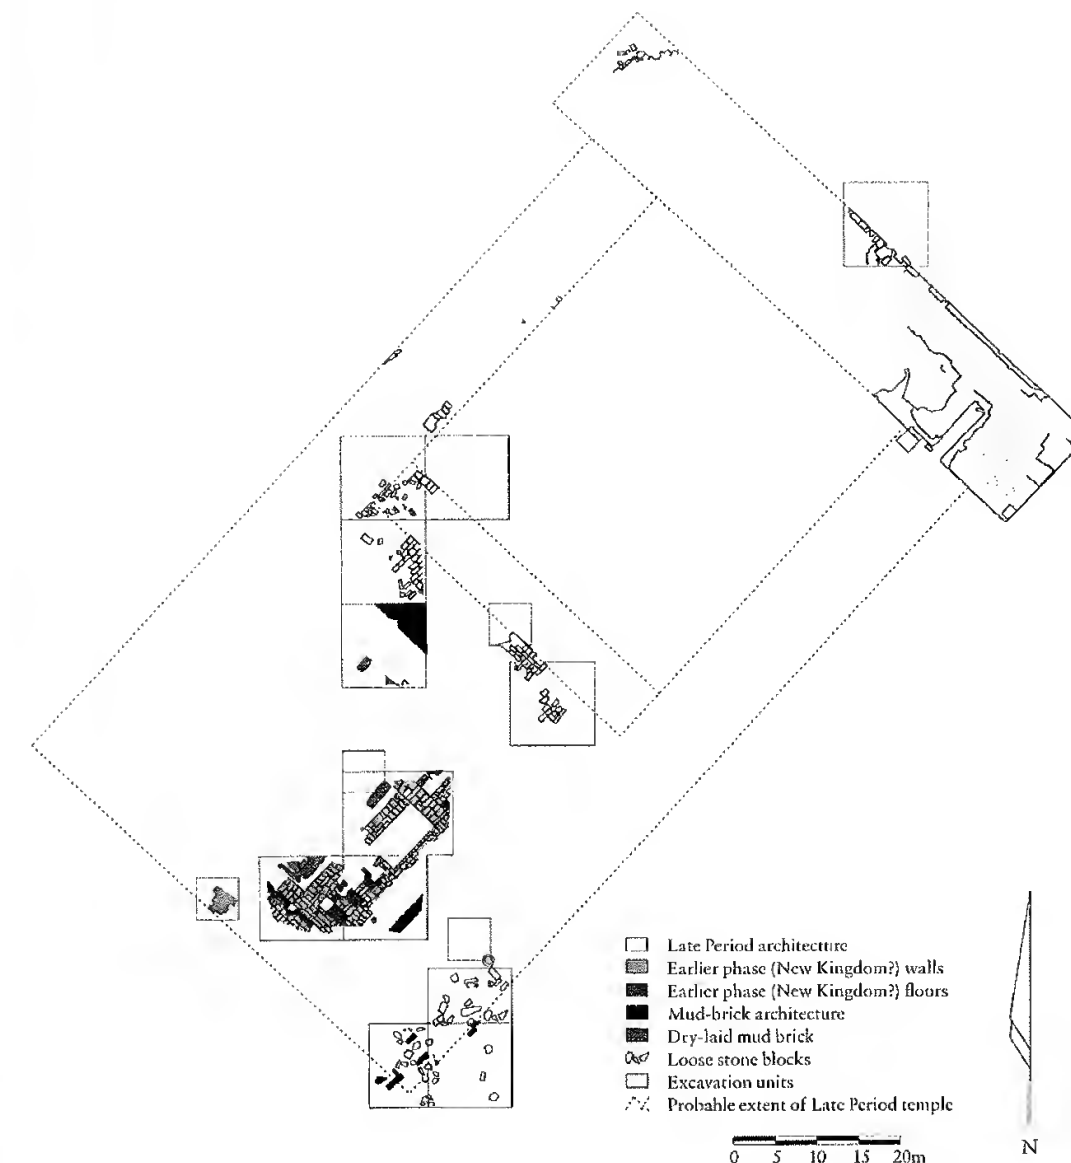 Late Period architecture
Earlier phase (New Kingdom?) walls
Earlier phase (New Kingdom?) floors
Mud-brick architecture
Dry-laid mud brick
Loose stone blocks
Excavation units
Probable extent of Late Period temple
0 5 10 15 20m
N